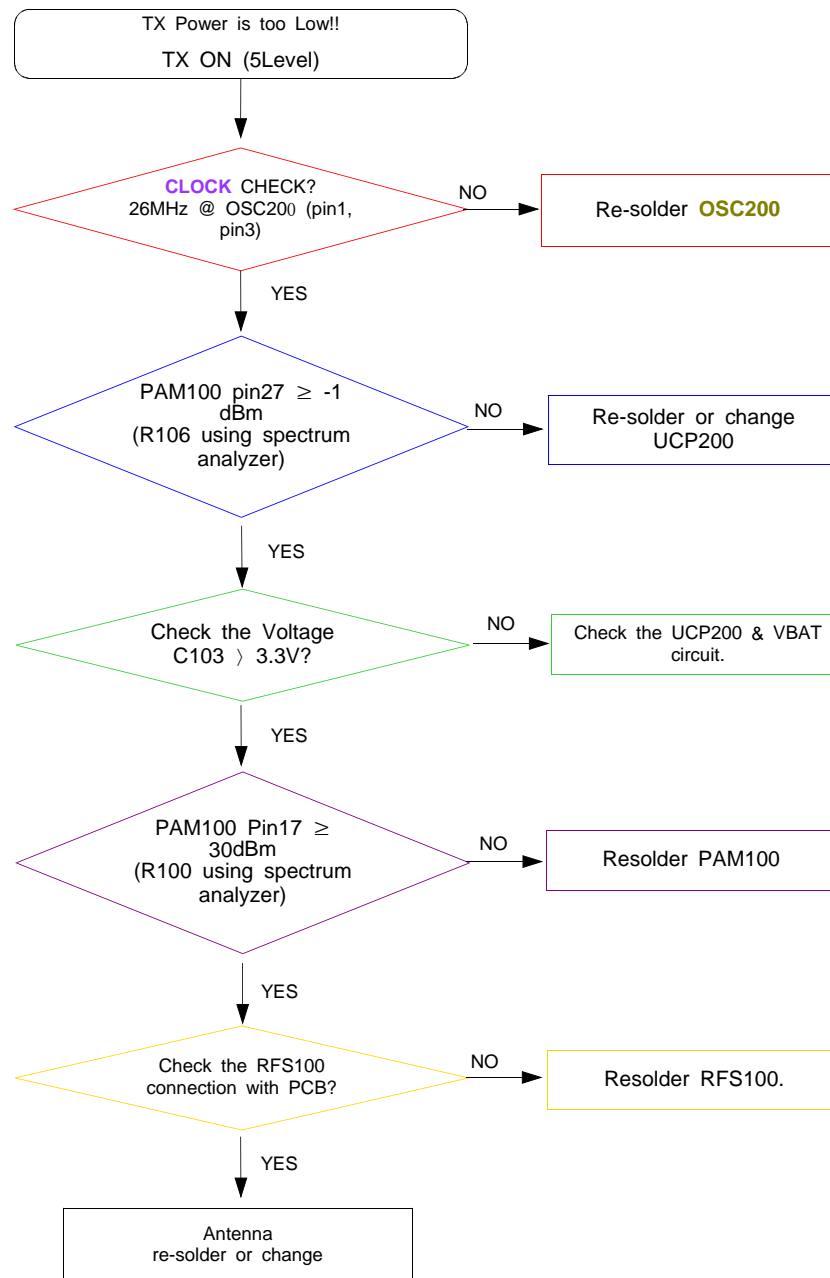 TX Power is too Low!!
TX ON (5Level)
CLOCK CHECK?
26MHz @ OSC200 (pin1,
pin3)
NO
Re-solder OSC200
YES
PAM100 pin27 ≥ -1
dBm
(R106 using spectrum
analyzer)
NO
Re-solder or change
UCP200
YES
Check the Voltage
C103 〉 3.3V?
NO
Check the UCP200 & VBAT
circuit.
YES
PAM100 Pin17 ≥
30dBm
(R100 using spectrum
analyzer)
NO
Resolder PAM100
YES
Check the RFS100
connection with PCB?
NO
Resolder RFS100.
YES
Antenna
re-solder or change